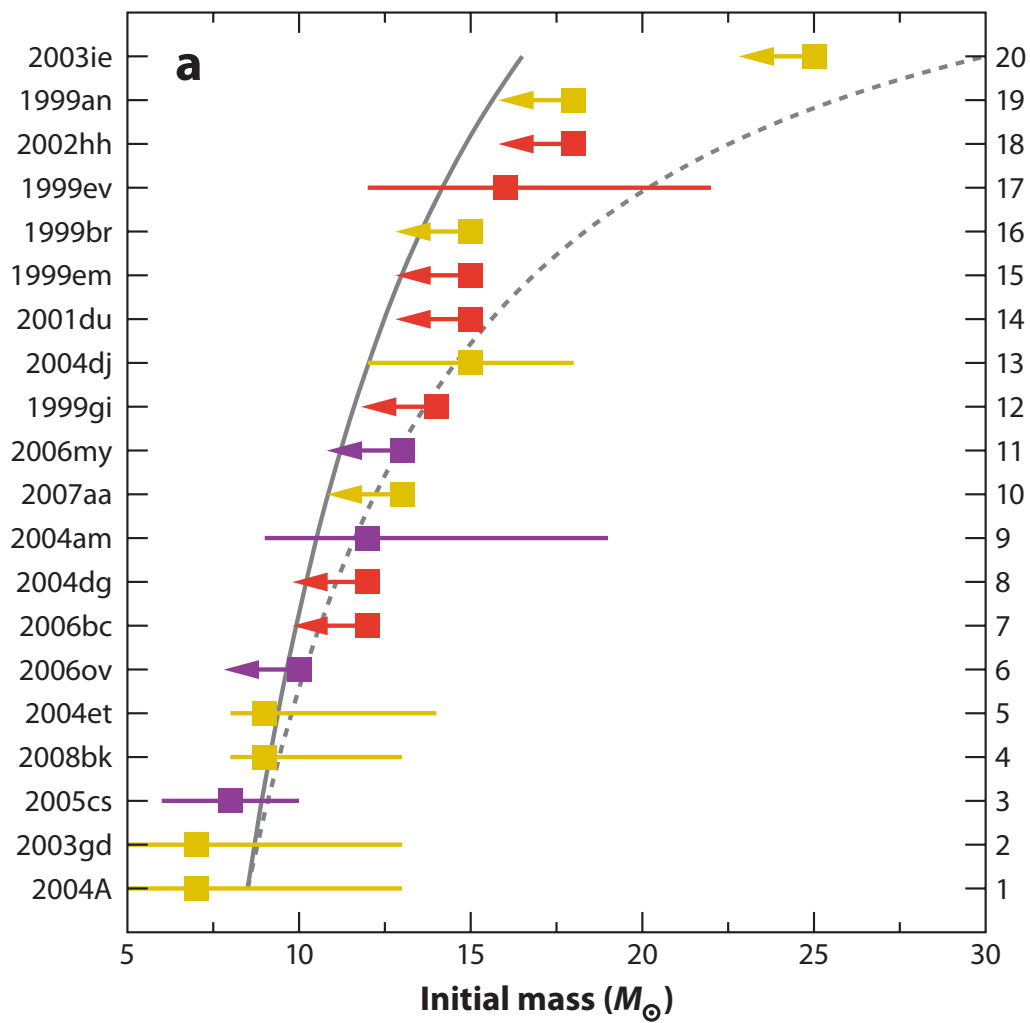 a
2003ie 20
1999an 19
2002hh 18
1999ev 17
1999br 16
1999em 15
2001du 14
2004dj 13
1999gi 12
2006my 11
2007aa 10
2004am 9
2004dg 8
2006bc 7
2006ov 6
2004et 5
2008bk 4
2005cs 3
2003gd 2
2004A 1
5 10 15 20 25 30
Initial mass (M⊙)